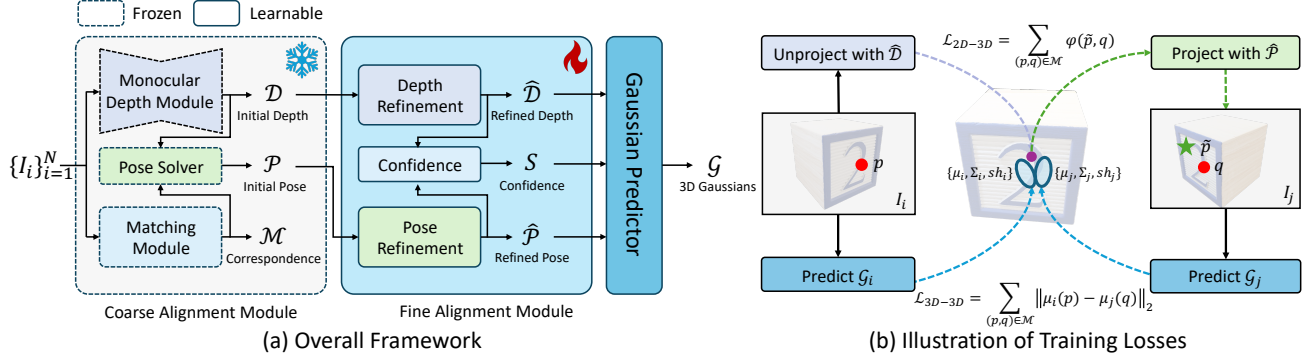 Frozen
Learnable
Monocular
Depth Module
𝒟
Initial Depth
{I_i}_{i=1}^N
Pose Solver
𝒫
Initial Pose
Matching
Module
ℳ
Correspondence
Coarse Alignment Module
Depth
Refinement
𝒟̂
Refined Depth
Confidence
S
Confidence
Pose
Refinement
𝒫̂
Refined Pose
Fine Alignment Module
Gaussian Predictor
𝒢
3D Gaussians
(a) Overall Framework
Unproject with 𝒟̂
ℒ_{2D−3D} = ∑_{(p,q)∈ℳ} φ(p̃, q)
Project with 𝒫̂
2
p
I_i
{μ_i, Σ_i, sh_i}
{μ_j, Σ_j, sh_j}
2
p̃
q
I_j
Predict 𝒢_i
Predict 𝒢_j
ℒ_{3D−3D} = ∑_{(p,q)∈ℳ} ‖μ_i(p) − μ_j(q)‖_2
(b) Illustration of Training Losses